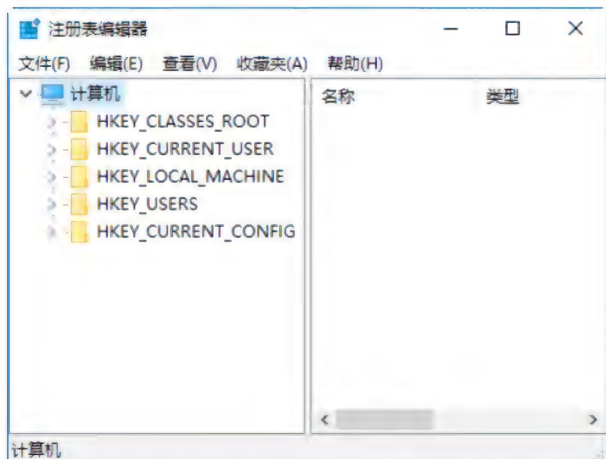 注册表编辑器
文件(F) 编辑(E) 查看(V) 收藏夹(A) 帮助(H)
计算机
HKEY_CLASSES_ROOT
HKEY_CURRENT_USER
HKEY_LOCAL_MACHINE
HKEY_USERS
HKEY_CURRENT_CONFIG
名称 类型
计算机